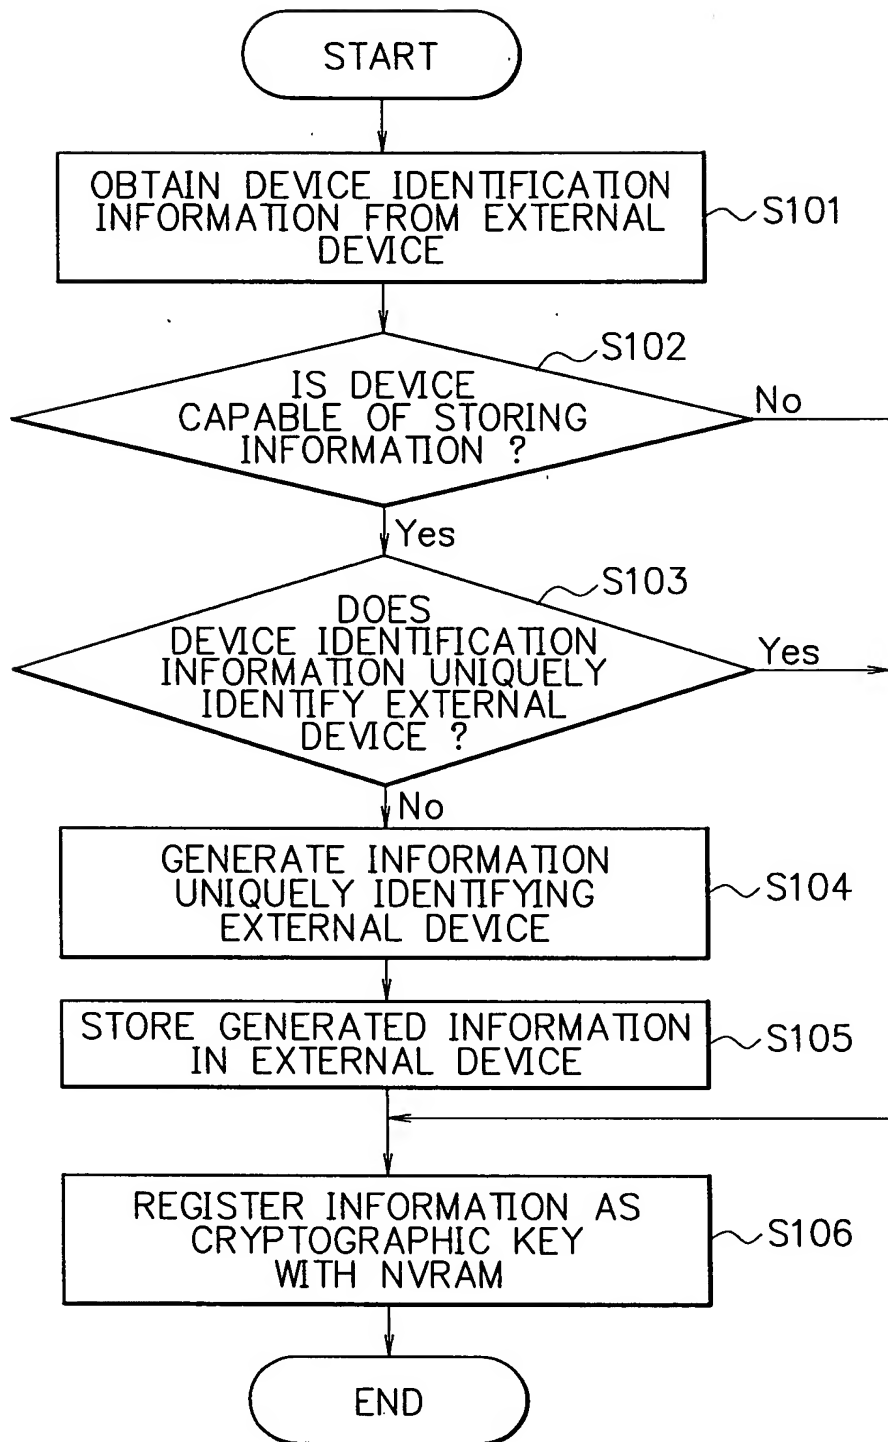 START
OBTAIN DEVICE IDENTIFICATION
INFORMATION FROM EXTERNAL
DEVICE
S101
S102
IS DEVICE
CAPABLE OF STORING
INFORMATION ?
No
Yes
S103
DOES
DEVICE IDENTIFICATION
INFORMATION UNIQUELY
IDENTIFY EXTERNAL
DEVICE ?
Yes
No
GENERATE INFORMATION
UNIQUELY IDENTIFYING
EXTERNAL DEVICE
S104
STORE GENERATED INFORMATION
IN EXTERNAL DEVICE
S105
REGISTER INFORMATION AS
CRYPTOGRAPHIC KEY
WITH NVRAM
S106
END